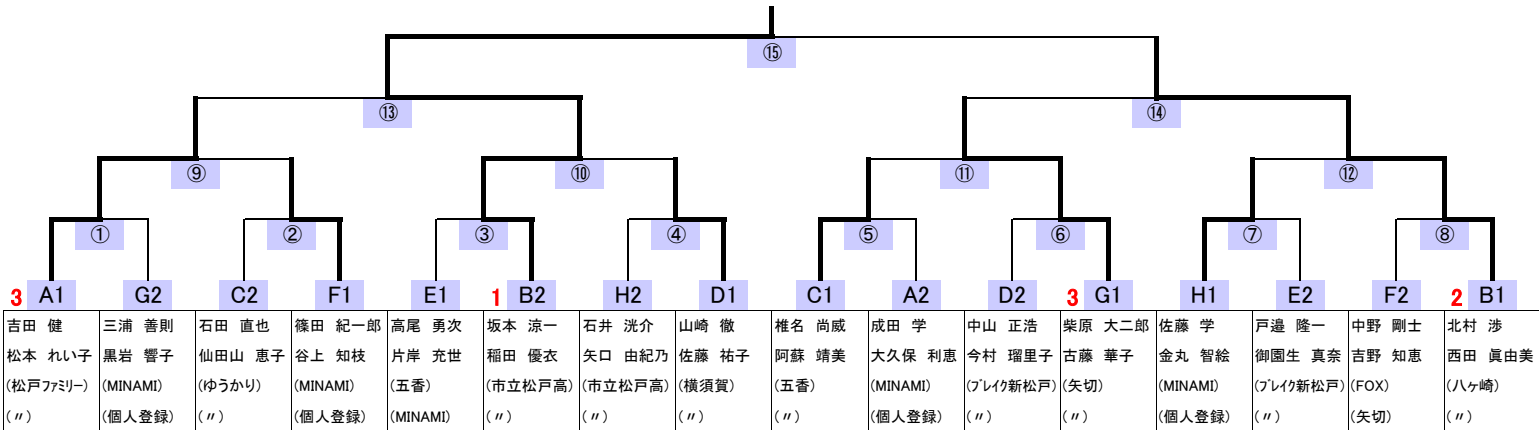 ⑮
⑬ ⑭
⑨ ⑩ ⑪ ⑫
① ② ③ ④ ⑤ ⑥ ⑦ ⑧
3 A1 G2 C2 F1 E1 1 B2 H2 D1 C1 A2 D2 3 G1 H1 E2 F2 2 B1
吉田 健 三浦 善則 石田 直也 篠田 紀一郎 高尾 勇次 坂本 涼一 石井 洸介 山崎 徹 椎名 尚威 成田 学 中山 正浩 柴原 大二郎 佐藤 学 戸邉 隆一 中野 剛士 北村 渉
松本 れい子 黒岩 響子 仙田山 恵子 谷上 知枝 片岸 充世 稲田 優衣 矢口 由紀乃 佐藤 祐子 阿蘇 靖美 大久保 利恵 今村 瑠里子 古藤 華子 金丸 智絵 御園生 真奈 吉野 知恵 西田 眞由美
(松戸ファミリー) (MINAMI) (ゆうかり) (MINAMI) (五香) (市立松戸高) (市立松戸高) (横須賀) (五香) (MINAMI) (ブレイク新松戸) (矢切) (MINAMI) (ブレイク新松戸) (FOX) (八ヶ崎)
(〃) (個人登録) (〃) (個人登録) (MINAMI) (〃) (〃) (〃) (〃) (個人登録) (〃) (〃) (個人登録) (〃) (矢切) (〃)